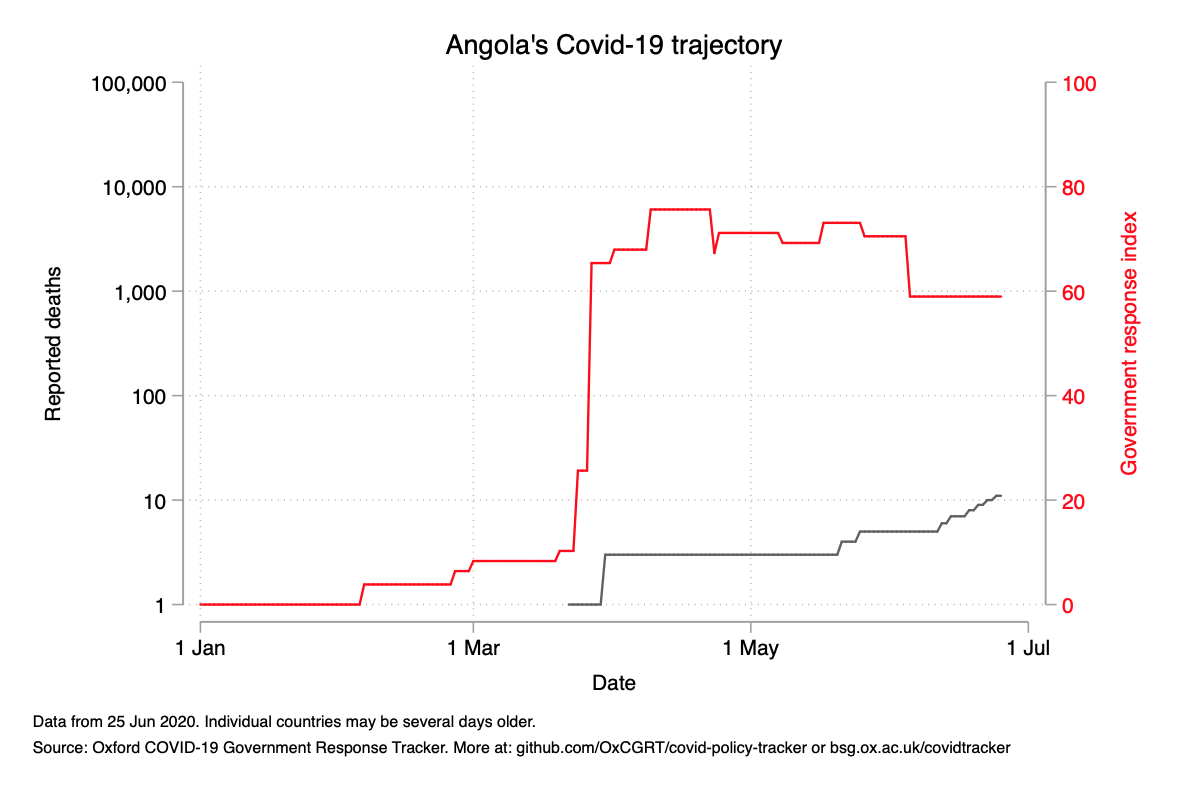 Angola's Covid-19 trajectory
100,000
10,000
1,000
100
10
1
Reported deaths
100
80
60
40
20
0
Government response index
1 Jan
1 Mar
1 May
1 Jul
Date
Data from 25 Jun 2020. Individual countries may be several days older.
Source: Oxford COVID-19 Government Response Tracker. More at: github.com/OxCGRT/covid-policy-tracker or bsg.ox.ac.uk/covidtracker